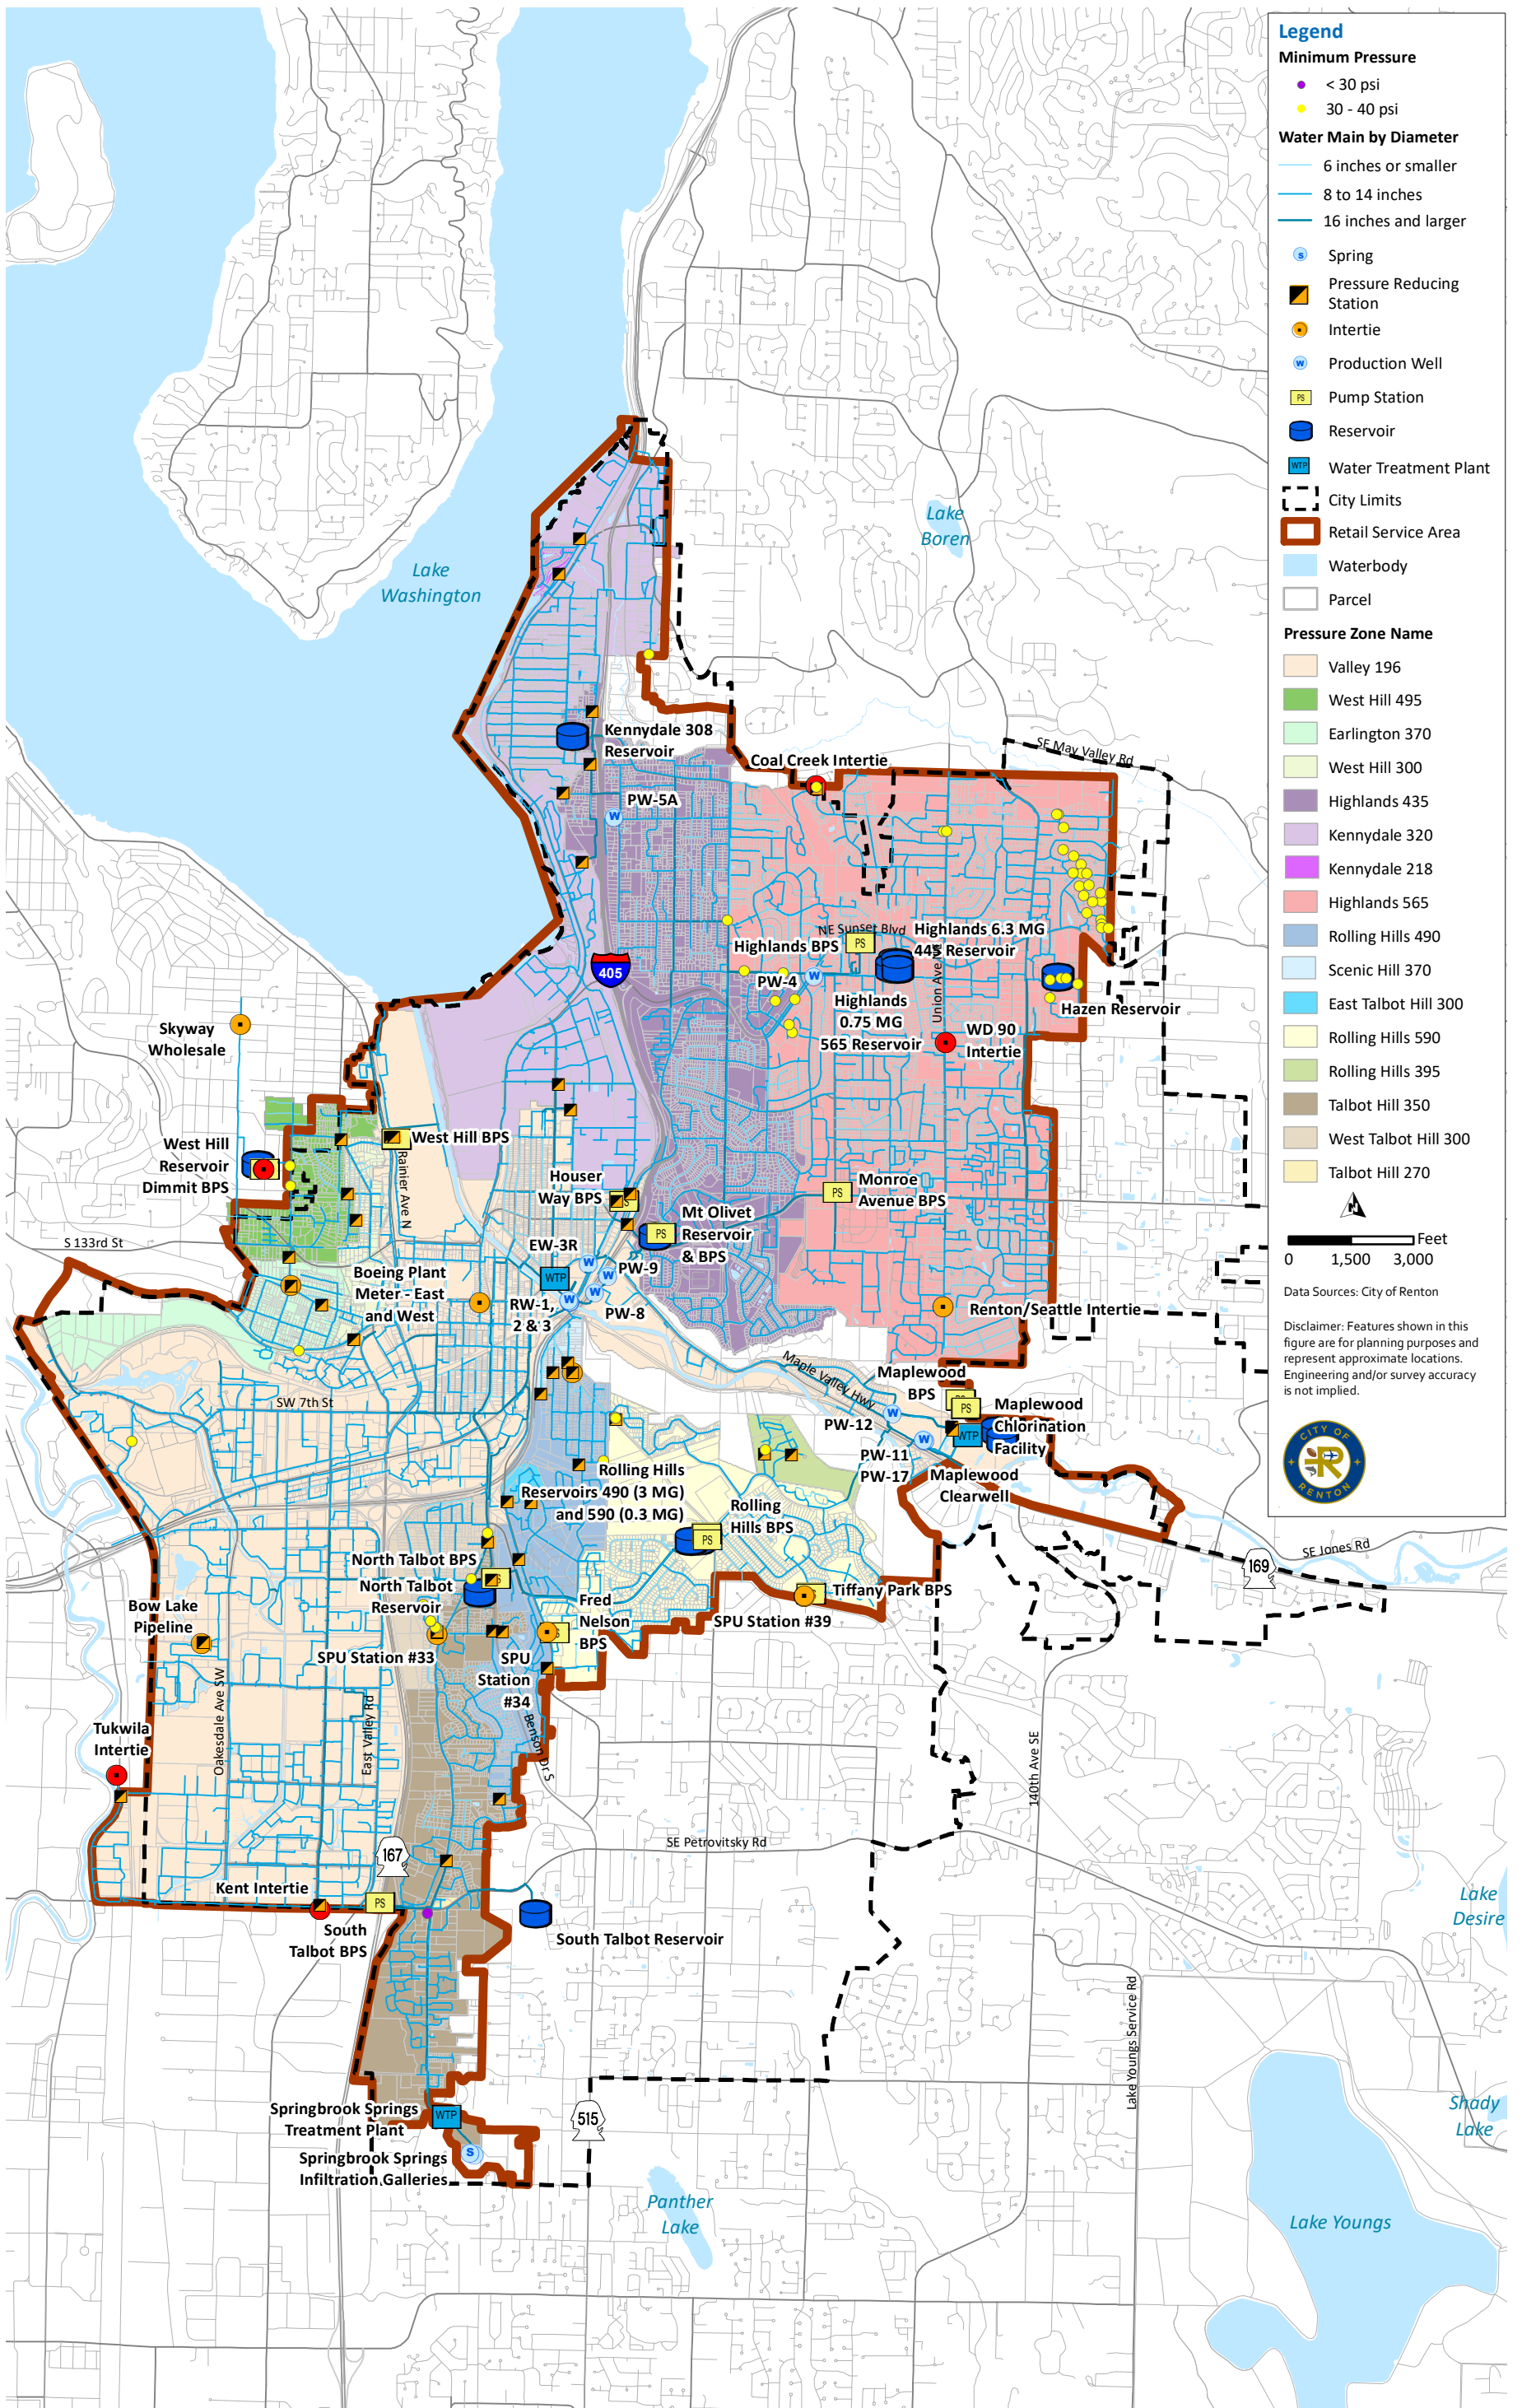 Legend
Minimum Pressure
< 30 psi
30 - 40 psi
Water Main by Diameter
6 inches or smaller
8 to 14 inches
16 inches and larger
S
Spring
Pressure Reducing
Station
Intertie
W
Production Well
PS
Pump Station
Reservoir
WTP
Water Treatment Plant
City Limits
Retail Service Area
Waterbody
Parcel
Pressure Zone Name
Valley 196
West Hill 495
Earlington 370
West Hill 300
Highlands 435
Kennydale 320
Kennydale 218
Highlands 565
Rolling Hills 490
Scenic Hill 370
East Talbot Hill 300
Rolling Hills 590
Rolling Hills 395
Talbot Hill 350
West Talbot Hill 300
Talbot Hill 270
Feet
0 1,500 3,000
Data Sources: City of Renton
Disclaimer: Features shown in this
figure are for planning purposes and
represent approximate locations.
Engineering and/or survey accuracy
is not implied.
CITY OF
R
RENTON
Lake
Boren
Lake
Washington
Kennydale 308
Reservoir
SE May Valley Rd
Coal Creek Intertie
PW-5A
W
NE Sunset Blvd
Highlands 6.3 MG
445 Reservoir
Highlands BPS
PS
405
PW-4
W
Highlands
0.75 MG
565 Reservoir
Union Ave
Hazen Reservoir
WD 90
Intertie
Skyway
Wholesale
West Hill
Reservoir
Dimmit BPS
West Hill BPS
Rainier Ave N
Houser
Way BPS
Monroe
Avenue BPS
PS
Mt Olivet
Reservoir
& BPS
PS
S 133rd St
EW-3R
WTP
W
W
W
W
PW-9
Boeing Plant
Meter - East
and West
RW-1,
2 & 3
PW-8
Renton/Seattle Intertie
Maple Valley Hwy
Maplewood
BPS
PS
SW 7th St
PW-12
W
Maplewood
Chlorination
Facility
WTP
W
PW-11
PW-17
Maplewood
Clearwell
Rolling Hills
Reservoirs 490 (3 MG)
and 590 (0.3 MG)
Rolling
Hills BPS
PS
SE Jones Rd
169
North Talbot BPS
North Talbot
Reservoir
Tiffany Park BPS
SPU Station #39
Fred
Nelson
BPS
Bow Lake
Pipeline
SPU Station #33
SPU
Station
#34
Oakesdale Ave SW
East Valley Rd
Benson Dr S
Tukwila
Intertie
140th Ave SE
SE Petrovitsky Rd
167
Kent Intertie
PS
South
Talbot BPS
South Talbot Reservoir
Lake
Desire
Lake Youngs Service Rd
Springbrook Springs
Treatment Plant
WTP
515
Shady
Lake
Springbrook Springs
Infiltration Galleries
S
Panther
Lake
Lake Youngs